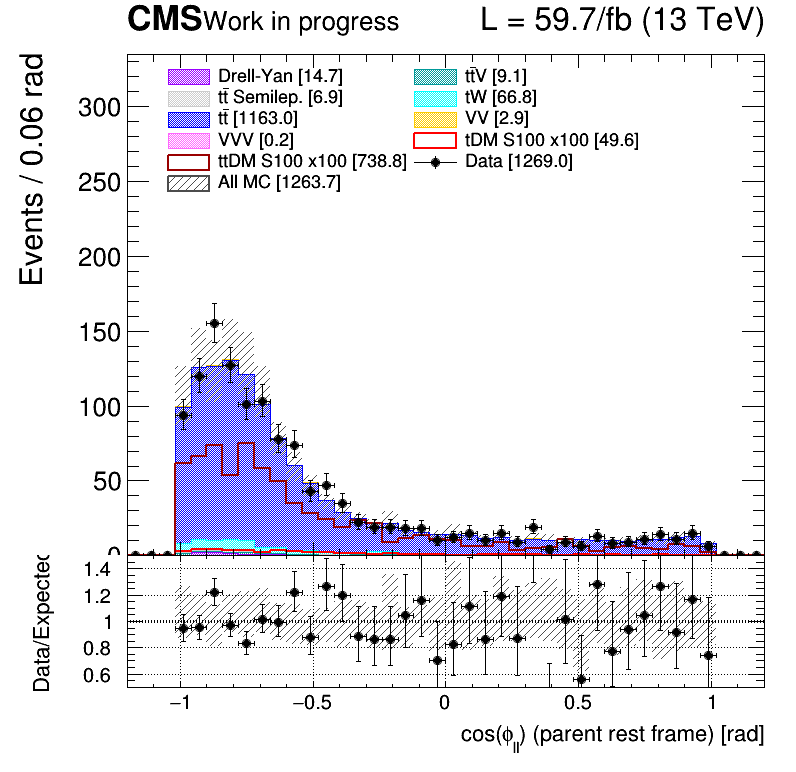 CMS Work in progress L = 59.7/fb (13 TeV)
Events / 0.06 rad
300
250
200
150
100
50
0
Drell-Yan [14.7]
tt̄ Semilep. [6.9]
tt̄ [1163.0]
VVV [0.2]
ttDM S100 x100 [738.8]
All MC [1263.7]
tt̄V [9.1]
tW [66.8]
VV [2.9]
tDM S100 x100 [49.6]
Data [1269.0]
Data/Expected
1.4
1.2
1
0.8
0.6
−1 −0.5 0 0.5 1
cos(ϕ_ll) (parent rest frame) [rad]